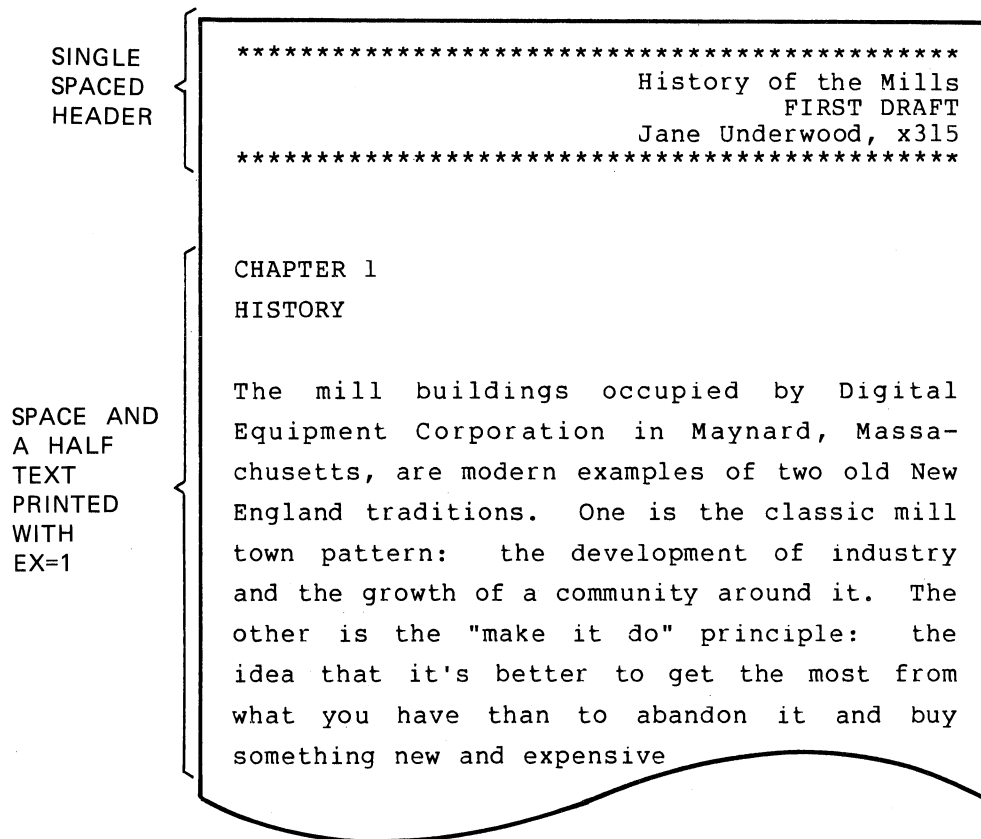 SINGLE
SPACED
HEADER
**********************************************
History of the Mills
FIRST DRAFT
Jane Underwood, x315
**********************************************
SPACE AND
A HALF
TEXT
PRINTED
WITH
EX=1
CHAPTER 1
HISTORY
The mill buildings occupied by Digital
Equipment Corporation in Maynard, Massa-
chusetts, are modern examples of two old New
England traditions. One is the classic mill
town pattern: the development of industry
and the growth of a community around it. The
other is the "make it do" principle: the
idea that it's better to get the most from
what you have than to abandon it and buy
something new and expensive